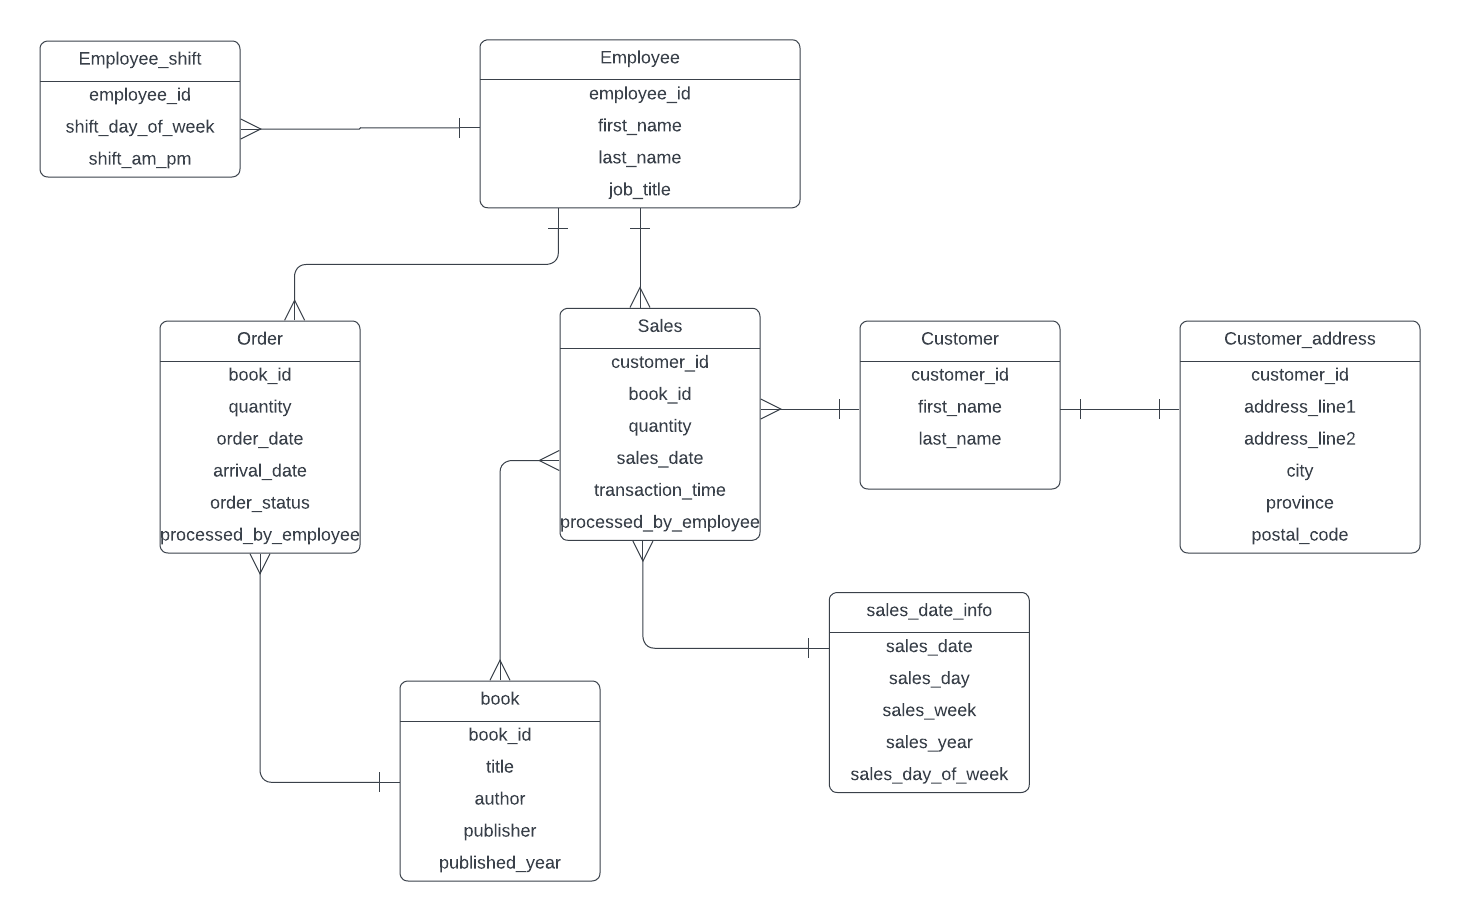 Employee_shift
employee_id
shift_day_of_week
shift_am_pm
Employee
employee_id
first_name
last_name
job_title
Order
book_id
quantity
order_date
arrival_date
order_status
processed_by_employee
Sales
customer_id
book_id
quantity
sales_date
transaction_time
processed_by_employee
Customer
customer_id
first_name
last_name
Customer_address
customer_id
address_line1
address_line2
city
province
postal_code
sales_date_info
sales_date
sales_day
sales_week
sales_year
sales_day_of_week
book
book_id
title
author
publisher
published_year